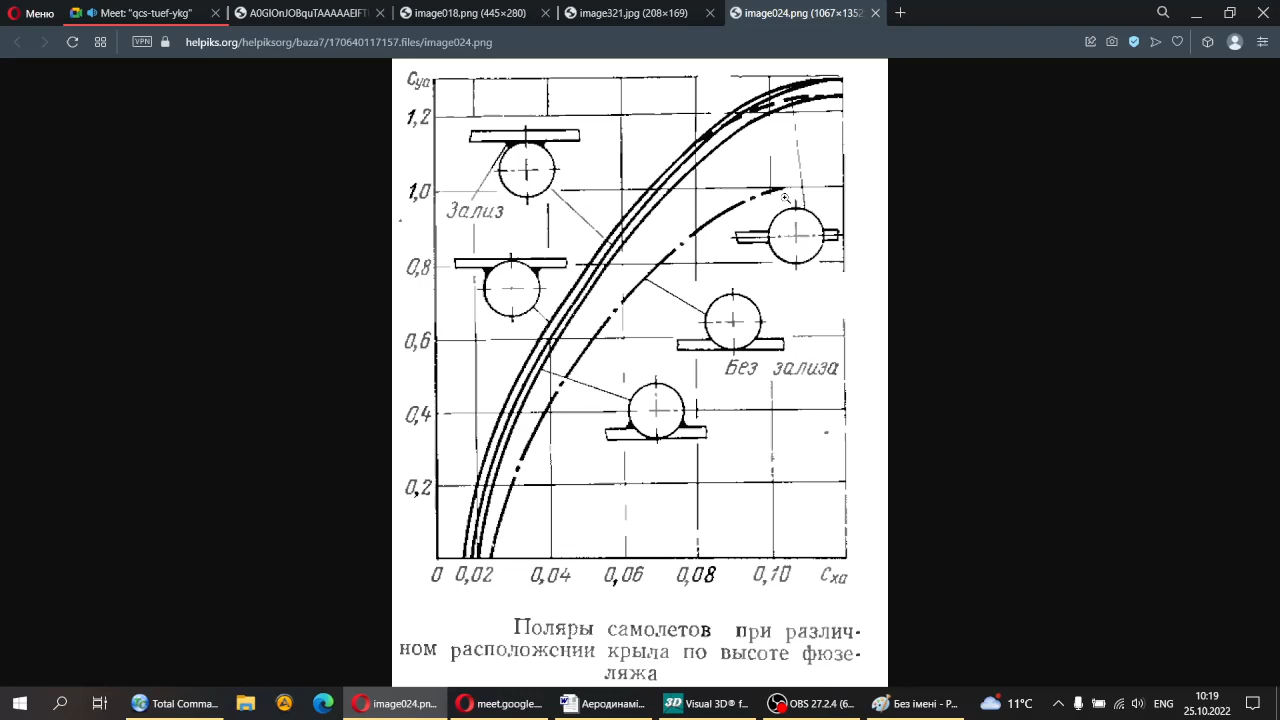 Меню
Meet: "qcs-tuef-ykg"
A0GlOnJOBquTAAAAAElFT
image018.png (445×280)
image321.jpg (208×169)
image024.png (1067×1352
VPN
helpiks.org/helpiksorg/baza7/170640117157.files/image024.png
Cya
1,2
1,0
Зализ
0,8
0,6
Без зализа
0,4
0,2
0 0,02 0,04 0,06 0,08 0,10 Cxa
Поляры самолетов при различ-
ном расположении крыла по высоте фюзе-
ляжа
Total Comma...
image024.pn...
meet.google...
Аеродинамі...
Visual 3D® f...
OBS 27.2.4 (6...
Без імені - P...
11°C
ENG
10:19
25.10.2022